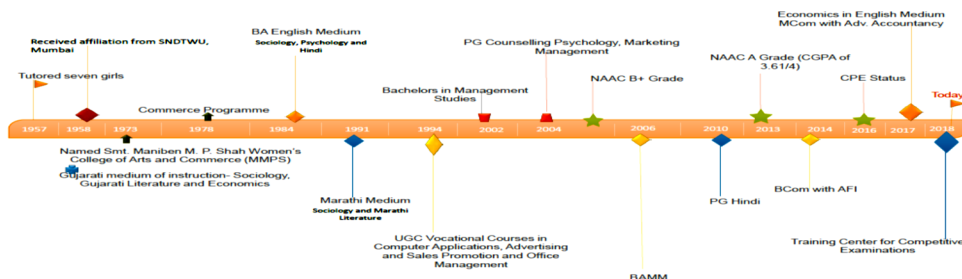 Economics in English Medium
MCom with Adv. Accountancy
BA English Medium
Sociology, Psychology and
Hindi
Received affiliation from SNDTWU,
Mumbai
PG Counselling Psychology, Marketing
Management
NAAC A Grade (CGPA of
3.61/4)
Tutored seven girls
NAAC B+ Grade
CPE Status
Bachelors in Management
Studies
Today
Commerce Programme
1957
1958
1973
1978
1984
1991
1994
2002
2004
2006
2010
2013
2014
2016
2017
2018
Named Smt. Maniben M. P. Shah Women's
College of Arts and Commerce (MMPS)
Gujarati medium of instruction- Sociology,
Gujarati Literature and Economics
Marathi Medium
Sociology and Marathi
Literature
UGC Vocational Courses in
Computer Applications, Advertising
and Sales Promotion and Office
Management
BAMM
PG Hindi
BCom with AFI
Training Center for Competitive
Examinations